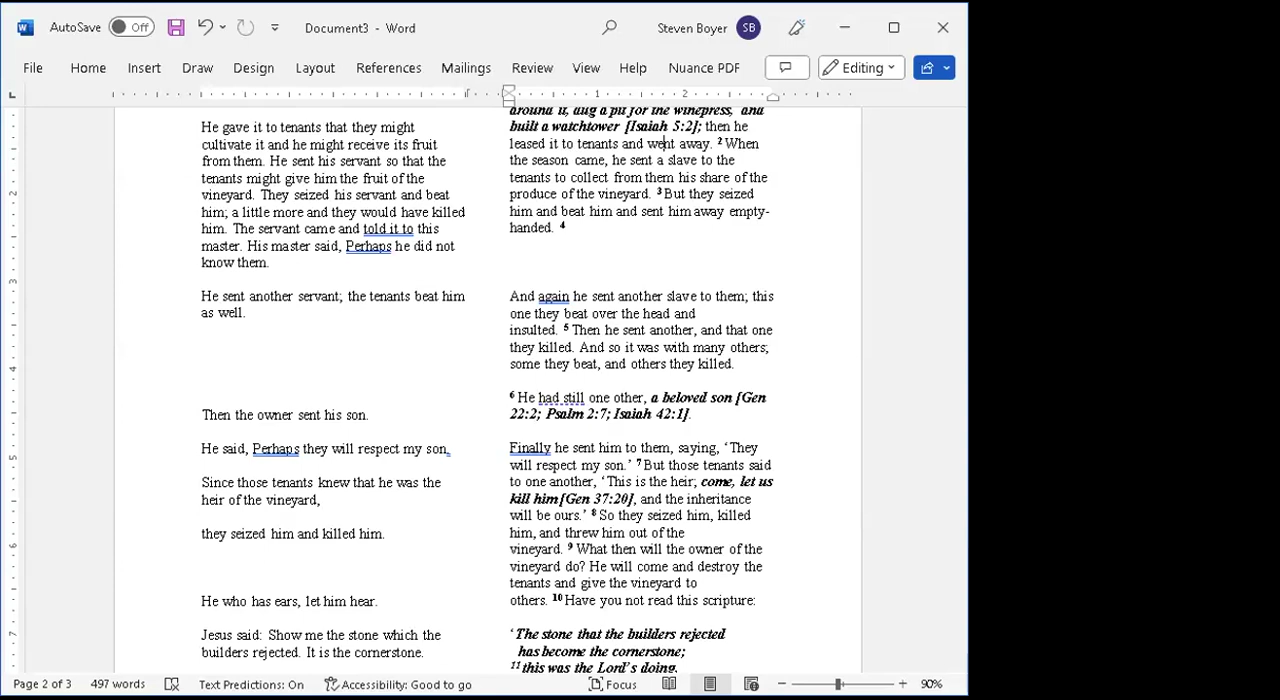 AutoSave Off Document3 - Word Steven Boyer SB
File Home Insert Draw Design Layout References Mailings Review View Help Nuance PDF Editing
1 2
He gave it to tenants that they might
cultivate it and he might receive its fruit
from them. He sent his servant so that the
tenants might give him the fruit of the
vineyard. They seized his servant and beat
him; a little more and they would have killed
him. The servant came and told it to this
master. His master said, Perhaps he did not
know them.
He sent another servant; the tenants beat him
as well.
Then the owner sent his son.
He said, Perhaps they will respect my son,
Since those tenants knew that he was the
heir of the vineyard,
they seized him and killed him.
He who has ears, let him hear.
Jesus said: Show me the stone which the
builders rejected. It is the cornerstone.
around it, dug a pit for the winepress, and
built a watchtower [Isaiah 5:2]; then he
leased it to tenants and went away. 2 When
the season came, he sent a slave to the
tenants to collect from them his share of the
produce of the vineyard. 3 But they seized
him and beat him and sent him away empty-
handed. 4
And again he sent another slave to them; this
one they beat over the head and
insulted. 5 Then he sent another, and that one
they killed. And so it was with many others;
some they beat, and others they killed.
6 He had still one other, a beloved son [Gen
22:2; Psalm 2:7; Isaiah 42:1].
Finally he sent him to them, saying, ‘They
will respect my son.’ 7 But those tenants said
to one another, ‘This is the heir; come, let us
kill him [Gen 37:20], and the inheritance
will be ours.’ 8 So they seized him, killed
him, and threw him out of the
vineyard. 9 What then will the owner of the
vineyard do? He will come and destroy the
tenants and give the vineyard to
others. 10 Have you not read this scripture:
‘The stone that the builders rejected
has become the cornerstone;
11 this was the Lord’s doing,
2
3
4
5
6
7
Page 2 of 3 497 words Text Predictions: On Accessibility: Good to go Focus 90%